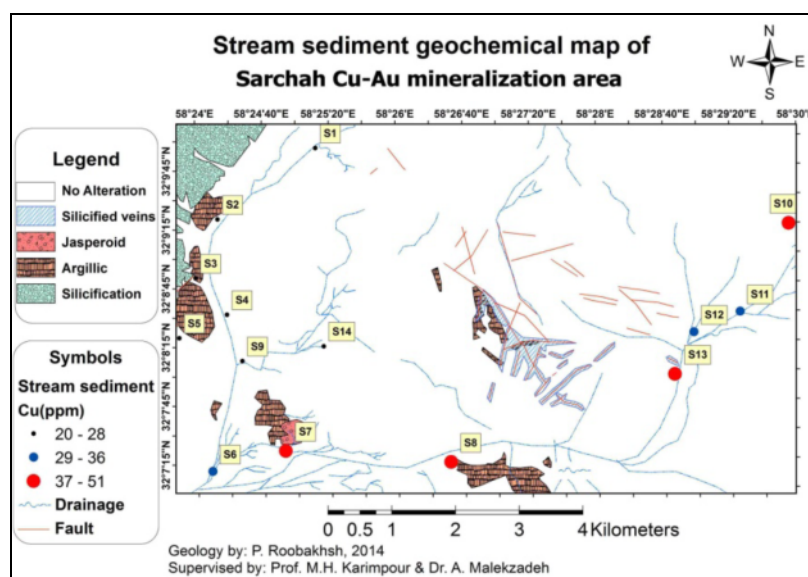 Stream sediment geochemical map of
Sarchah Cu-Au mineralization area
N
W E
S
58°24'E 58°24'40"E 58°25'20"E 58°26'E 58°26'40"E 58°27'20"E 58°28'E 58°28'40"E 58°29'20"E 58°30'E
32°9'45"N
32°9'15"N
32°8'45"N
32°8'15"N
32°7'45"N
32°7'15"N
Legend
No Alteration
Silicified veins
Jasperoid
Argillic
Silicification
Symbols
Stream sediment
Cu(ppm)
20 - 28
29 - 36
37 - 51
Drainage
Fault
S1
S2
S10
S3
S11
S4
S12
S5
S14
S9
S13
S7
S8
S6
0 0.5 1 2 3 4 Kilometers
Geology by: P. Roobakhsh, 2014
Supervised by: Prof. M.H. Karimpour & Dr. A. Malekzadeh